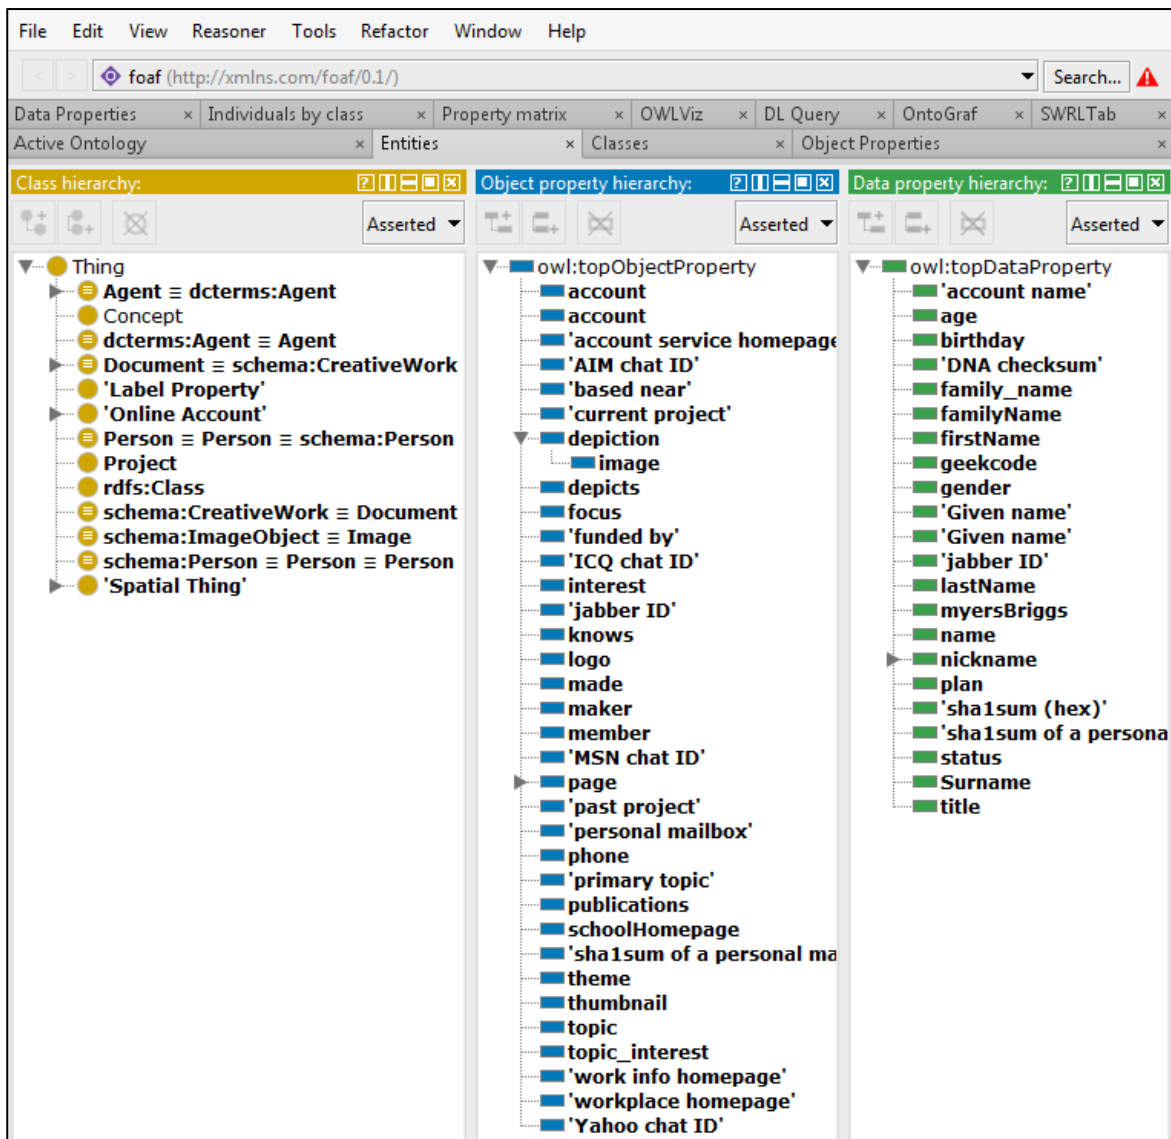 File Edit View Reasoner Tools Refactor Window Help
foaf (http://xmlns.com/foaf/0.1/) Search...
Data Properties × Individuals by class × Property matrix × OWLViz × DL Query × OntoGraf × SWRLTab ×
Active Ontology × Entities × Classes × Object Properties ×
Class hierarchy:
Asserted
Thing
Agent ≡ dcterms:Agent
Concept
dcterms:Agent ≡ Agent
Document ≡ schema:CreativeWork
'Label Property'
'Online Account'
Person ≡ Person ≡ schema:Person
Project
rdfs:Class
schema:CreativeWork ≡ Document
schema:ImageObject ≡ Image
schema:Person ≡ Person ≡ Person
'Spatial Thing'
Object property hierarchy:
Asserted
owl:topObjectProperty
account
account
'account service homepage
'AIM chat ID'
'based near'
'current project'
depiction
image
depicts
focus
'funded by'
'ICQ chat ID'
interest
'jabber ID'
knows
logo
made
maker
member
'MSN chat ID'
page
'past project'
'personal mailbox'
phone
'primary topic'
publications
schoolHomepage
'sha1sum of a personal ma
theme
thumbnail
topic
topic_interest
'work info homepage'
'workplace homepage'
'Yahoo chat ID'
Data property hierarchy:
Asserted
owl:topDataProperty
'account name'
age
birthday
'DNA checksum'
family_name
familyName
firstName
geekcode
gender
'Given name'
'Given name'
'jabber ID'
lastName
myersBriggs
name
nickname
plan
'sha1sum (hex)'
'sha1sum of a persona
status
Surname
title